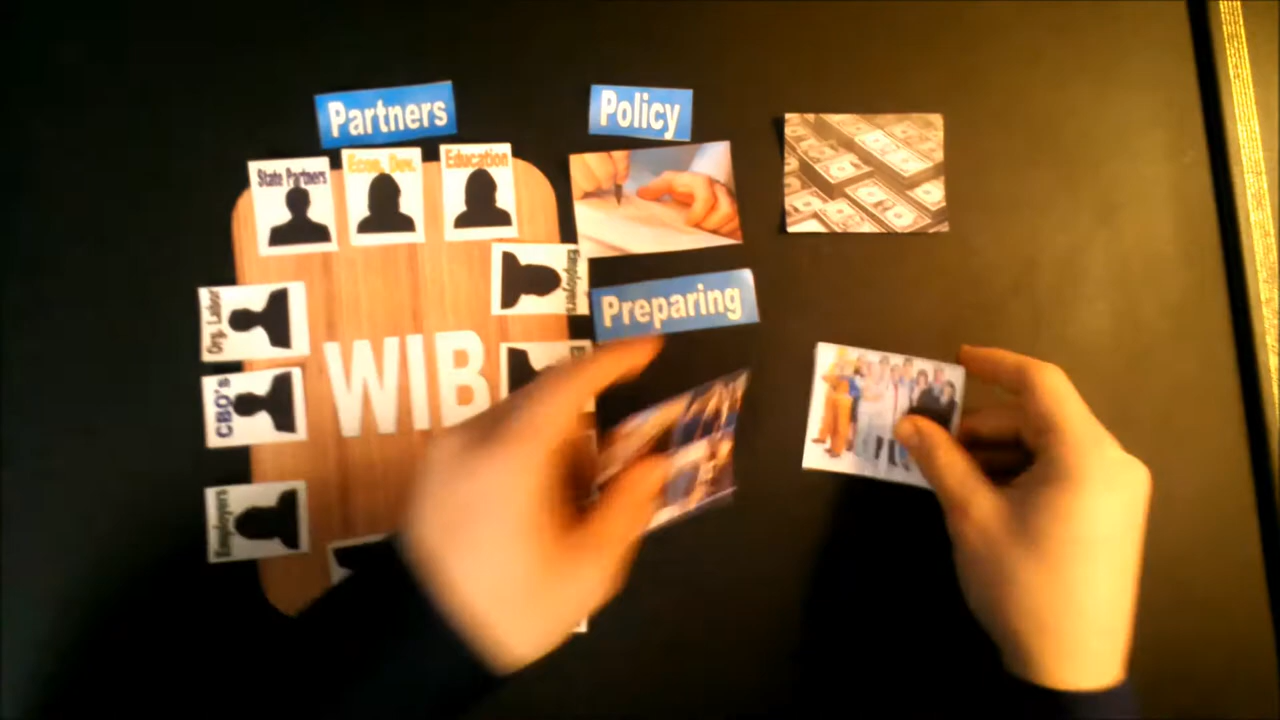 Partners
Policy
State Partners
Econ. Dev.
Education
Employers
Preparing
Org. Labor
WIB
CBO's
Employers